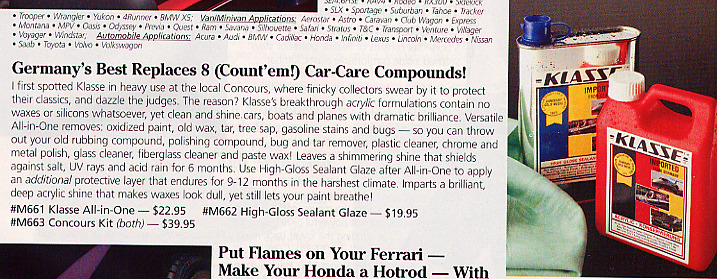 • SLX • Sportage • Suburban • Tahoe • Tracker
• Trooper • Wrangler • Yukon • 4Runner • BMW X5; Van/Minivan Applications: Aerostar • Astro • Caravan • Club Wagon • Express
• Montana • MPV • Oasis • Odyssey • Previa • Quest • Ram • Savana • Silhouette • Safari • Stratus • T&C • Transport • Venture • Villager
• Voyager • Windstar; Automobile Applications: Acura • Audi • BMW • Cadillac • Honda • Infiniti • Lexus • Lincoln • Mercedes • Nissan
• Saab • Toyota • Volvo • Volkswagon
Germany's Best Replaces 8 (Count'em!) Car-Care Compounds!
I first spotted Klasse in heavy use at the local Concours, where finicky collectors swear by it to protect
their classics, and dazzle the judges. The reason? Klasse's breakthrough acrylic formulations contain no
waxes or silicons whatsoever, yet clean and shine cars, boats and planes with dramatic brilliance. Versatile
All-in-One removes: oxidized paint, old wax, tar, tree sap, gasoline stains and bugs — so you can throw
out your old rubbing compound, polishing compound, bug and tar remover, plastic cleaner, chrome and
metal polish, glass cleaner, fiberglass cleaner and paste wax! Leaves a shimmering shine that shields
against salt, UV rays and acid rain for 6 months. Use High-Gloss Sealant Glaze after All-in-One to apply
an additional protective layer that endures for 9-12 months in the harshest climate. Imparts a brilliant,
deep acrylic shine that makes waxes look dull, yet still lets your paint breathe!
#M661 Klasse All-in-One — $22.95 #M662 High-Gloss Sealant Glaze — $19.95
#M663 Concours Kit (both) — $39.95
Put Flames on Your Ferrari —
Make Your Honda a Hotrod — With
KLASSE
KLASSE
IMPORTED